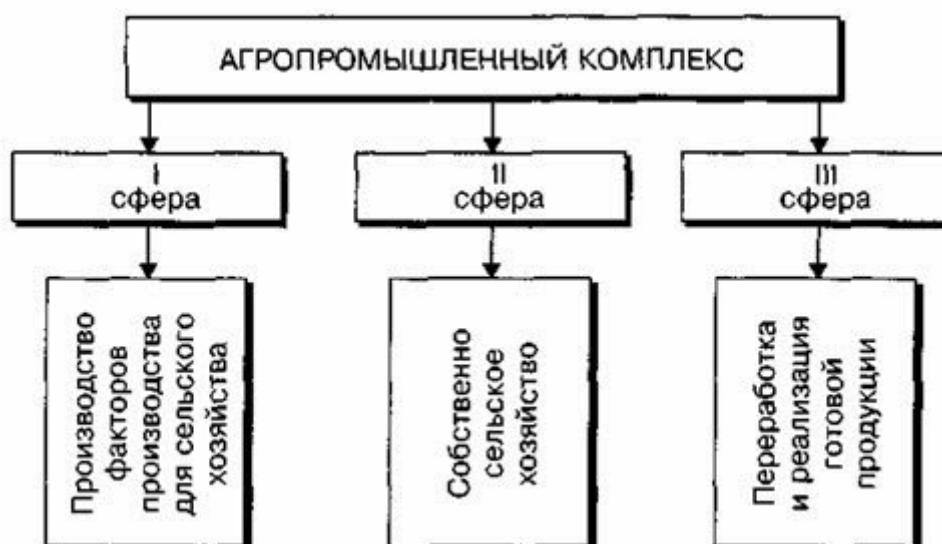 АГРОПРОМЫШЛЕННЫЙ КОМПЛЕКС
I
сфера
II
сфера
III
сфера
Производство
факторов
производства
для сельского
хозяйства
Собственно
сельское
хозяйство
Переработка
и реализация
готовой
продукции